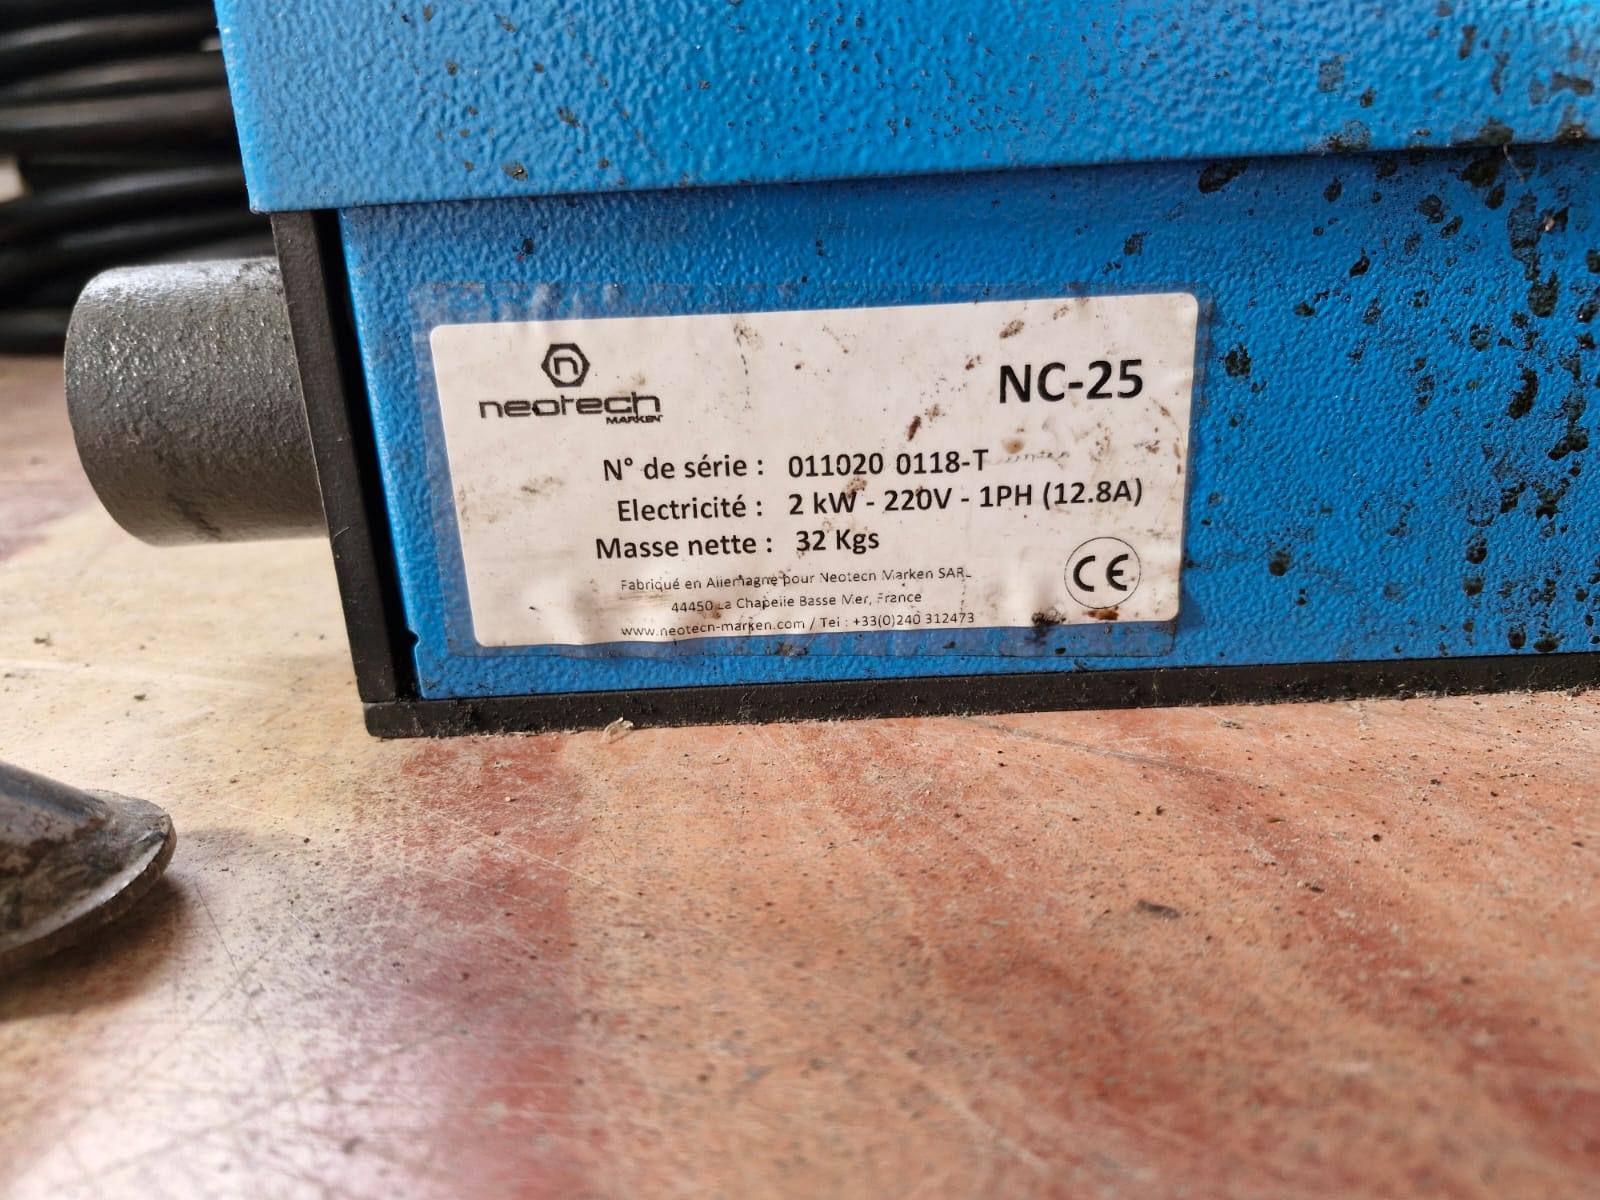 n
neotech
MARKEN
NC-25
N° de série : 011020 0118-T
Electricité : 2 kW - 220V - 1PH (12.8A)
Masse nette : 32 Kgs
CE
Fabriqué en Allemagne pour Neotech Marken SARL
44450 La Chapelle Basse Mer, France
www.neotech-marken.com / Tel : +33(0)240 312473